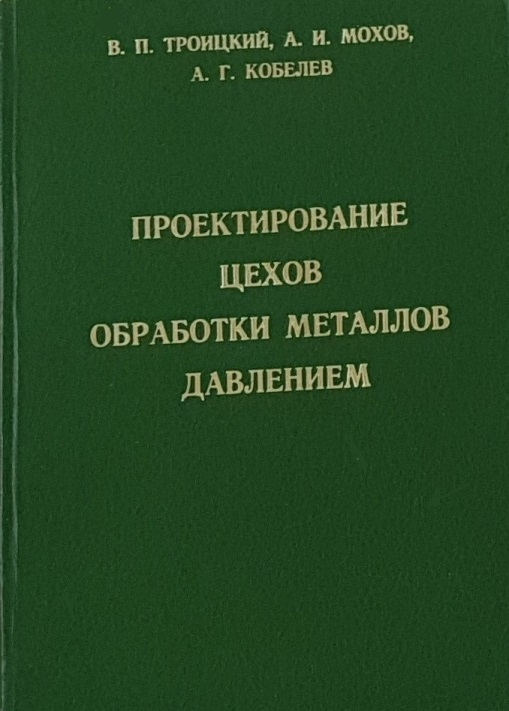 В. П. ТРОИЦКИЙ, А. И. МОХОВ,
А. Г. КОБЕЛЕВ
ПРОЕКТИРОВАНИЕ
ЦЕХОВ
ОБРАБОТКИ МЕТАЛЛОВ
ДАВЛЕНИЕМ